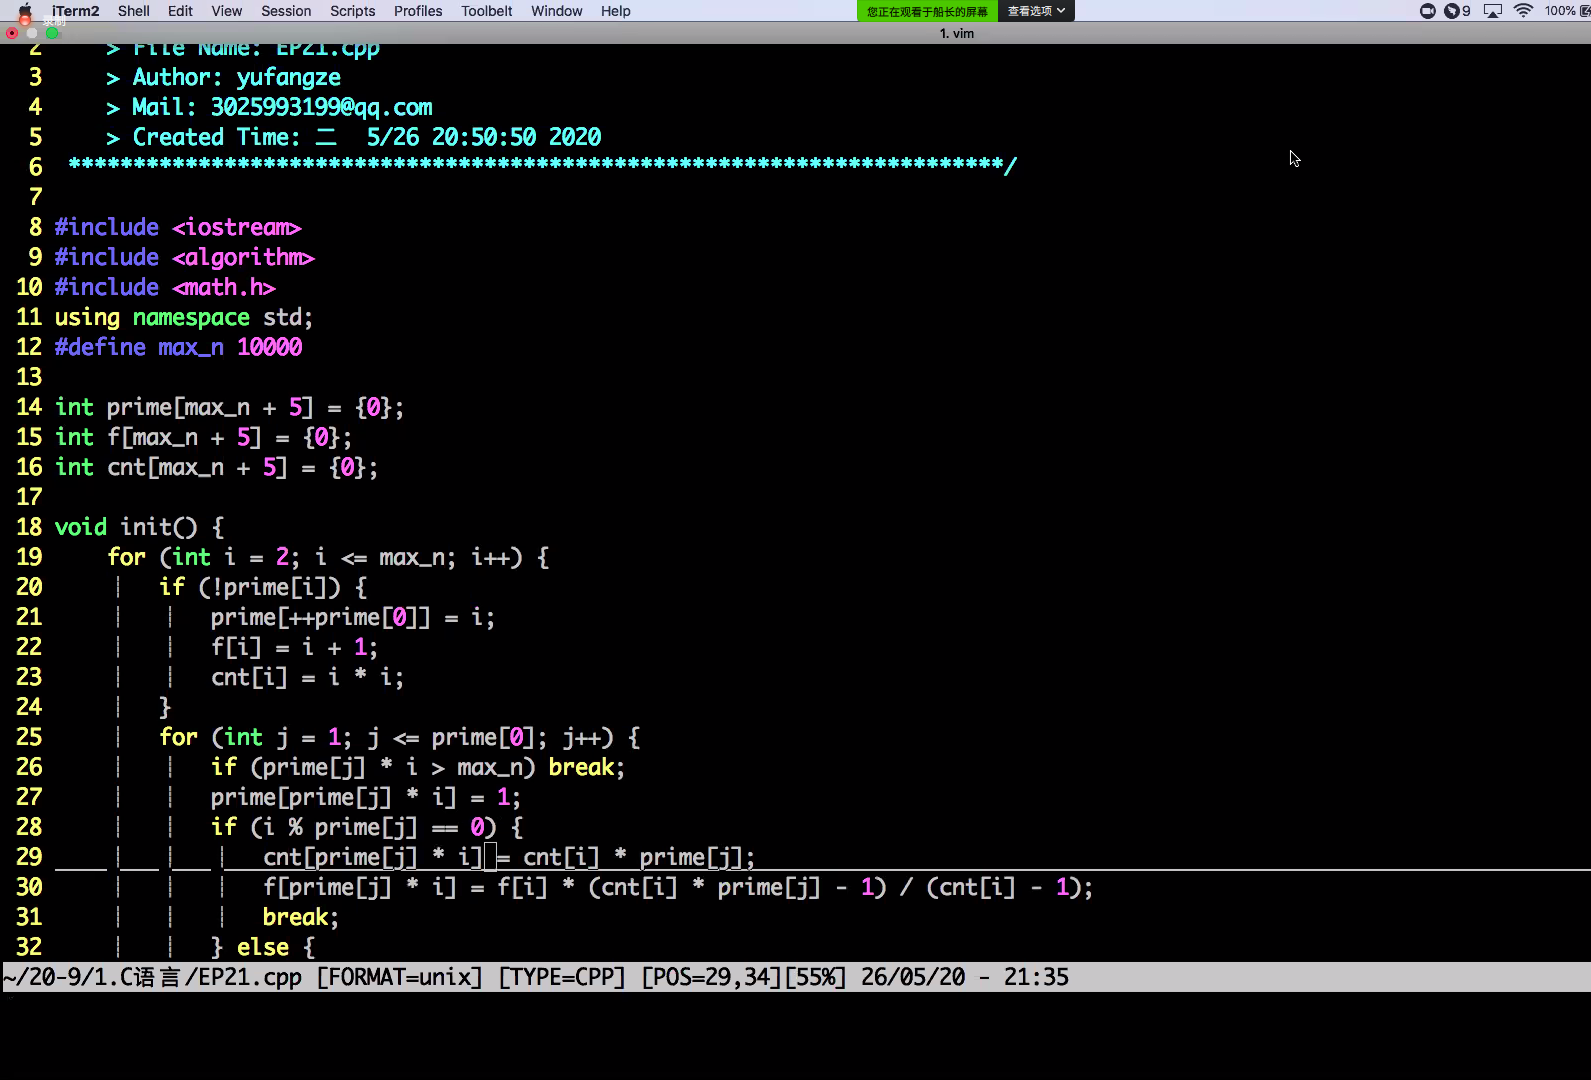 iTerm2 Shell Edit View Session Scripts Profiles Toolbelt Window Help 您正在观看于船长的屏幕 查看选项 9 100%
1. vim
2 > File Name: EP21.cpp
3 > Author: yufangze
4 > Mail: 3025993199@qq.com
5 > Created Time: 二 5/26 20:50:50 2020
6 ************************************************************************/
7
8 #include <iostream>
9 #include <algorithm>
10 #include <math.h>
11 using namespace std;
12 #define max_n 10000
13
14 int prime[max_n + 5] = {0};
15 int f[max_n + 5] = {0};
16 int cnt[max_n + 5] = {0};
17
18 void init() {
19 for (int i = 2; i <= max_n; i++) {
20 ¦ if (!prime[i]) {
21 ¦ ¦ prime[++prime[0]] = i;
22 ¦ ¦ f[i] = i + 1;
23 ¦ ¦ cnt[i] = i * i;
24 ¦ }
25 ¦ for (int j = 1; j <= prime[0]; j++) {
26 ¦ ¦ if (prime[j] * i > max_n) break;
27 ¦ ¦ prime[prime[j] * i] = 1;
28 ¦ ¦ if (i % prime[j] == 0) {
29 ¦ ¦ ¦ cnt[prime[j] * i] = cnt[i] * prime[j];
30 ¦ ¦ ¦ f[prime[j] * i] = f[i] * (cnt[i] * prime[j] - 1) / (cnt[i] - 1);
31 ¦ ¦ ¦ break;
32 ¦ ¦ } else {
~/20-9/1.C语言/EP21.cpp [FORMAT=unix] [TYPE=CPP] [POS=29,34][55%] 26/05/20 - 21:35